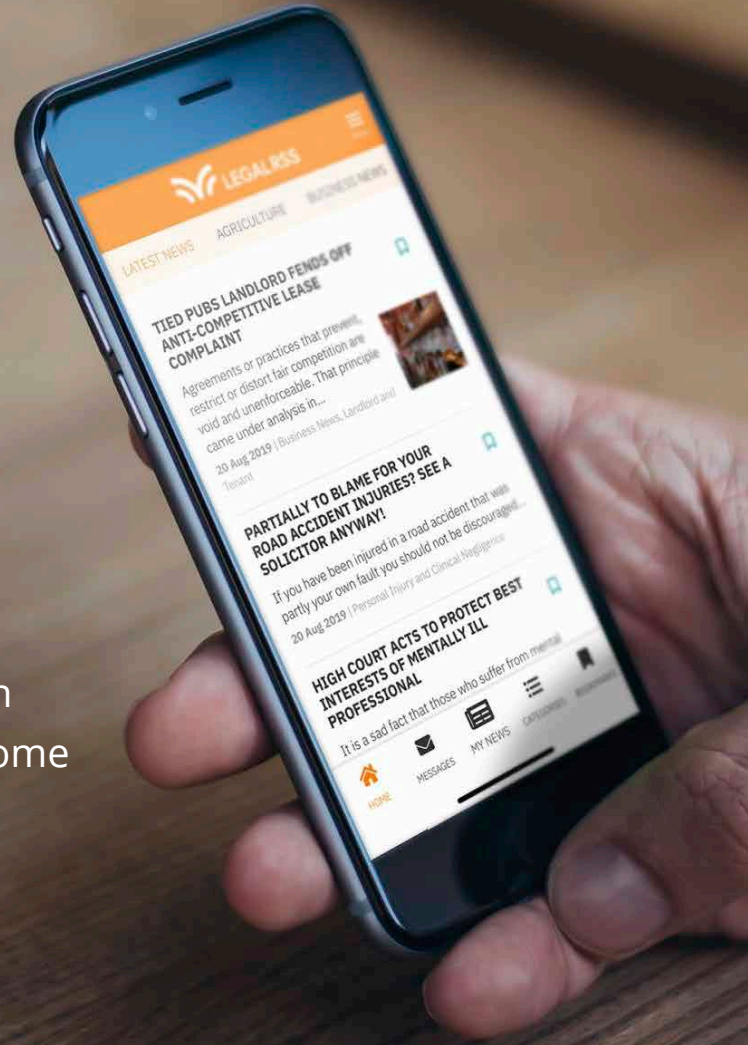 LEGALRSS
LATEST NEWS AGRICULTURE BUSINESS NEWS
TIED PUBS LANDLORD FENDS OFF
ANTI-COMPETITIVE LEASE
COMPLAINT
Agreements or practices that prevent,
restrict or distort fair competition are
void and unenforceable. That principle
came under analysis in...
20 Aug 2019 | Business News, Landlord and
Tenant
PARTIALLY TO BLAME FOR YOUR
ROAD ACCIDENT INJURIES? SEE A
SOLICITOR ANYWAY!
If you have been injured in a road accident that was
partly your own fault you should not be discouraged...
20 Aug 2019 | Personal Injury and Clinical Negligence
HIGH COURT ACTS TO PROTECT BEST
INTERESTS OF MENTALLY ILL
PROFESSIONAL
It is a sad fact that those who suffer from mental
HOME MESSAGES MY NEWS CATEGORIES BOOKMARKS